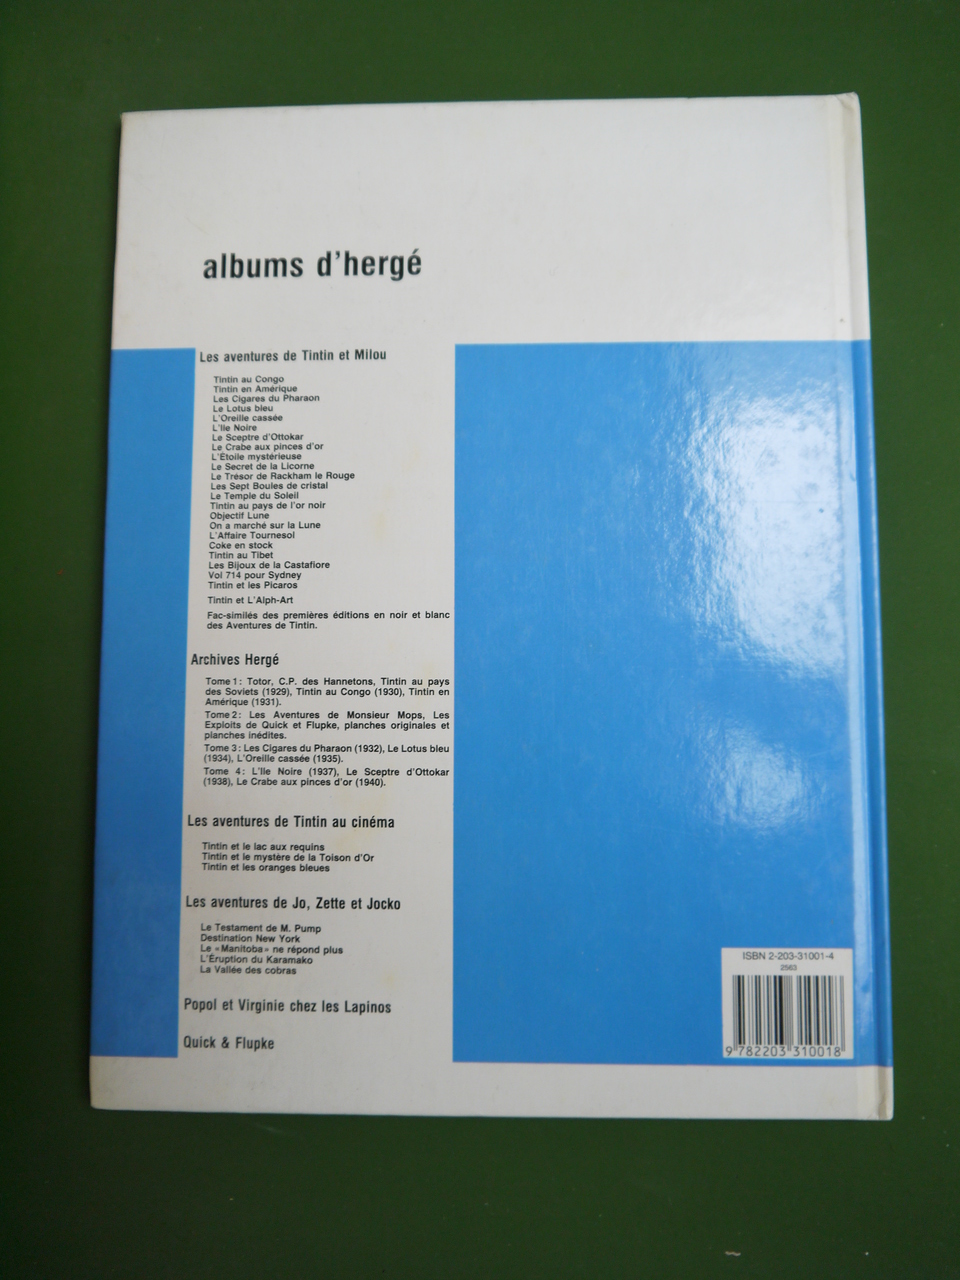 albums d'hergé
Les aventures de Tintin et Milou
Tintin au Congo
Tintin en Amérique
Les Cigares du Pharaon
Le Lotus bleu
L'Oreille cassée
L'Ile Noire
Le Sceptre d'Ottokar
Le Crabe aux pinces d'or
L'Étoile mystérieuse
Le Secret de la Licorne
Le Trésor de Rackham le Rouge
Les Sept Boules de cristal
Le Temple du Soleil
Tintin au pays de l'or noir
Objectif Lune
On a marché sur la Lune
L'Affaire Tournesol
Coke en stock
Tintin au Tibet
Les Bijoux de la Castafiore
Vol 714 pour Sydney
Tintin et les Picaros
Tintin et L'Alph-Art
Fac-similés des premières éditions en noir et blanc
des Aventures de Tintin.
Archives Hergé
Tome 1 : Totor, C.P. des Hannetons, Tintin au pays
des Soviets (1929), Tintin au Congo (1930), Tintin en
Amérique (1931).
Tome 2 : Les Aventures de Monsieur Mops, Les
Exploits de Quick et Flupke, planches originales et
planches inédites.
Tome 3 : Les Cigares du Pharaon (1932), Le Lotus bleu
(1934), L'Oreille cassée (1935).
Tome 4 : L'Ile Noire (1937), Le Sceptre d'Ottokar
(1938), Le Crabe aux pinces d'or (1940).
Les aventures de Tintin au cinéma
Tintin et le lac aux requins
Tintin et le mystère de la Toison d'Or
Tintin et les oranges bleues
Les aventures de Jo, Zette et Jocko
Le Testament de M. Pump
Destination New York
Le «Manitoba» ne répond plus
L'Éruption du Karamako
La Vallée des cobras
Popol et Virginie chez les Lapinos
Quick & Flupke
ISBN 2-203-31001-4
2563
9 782203 310018